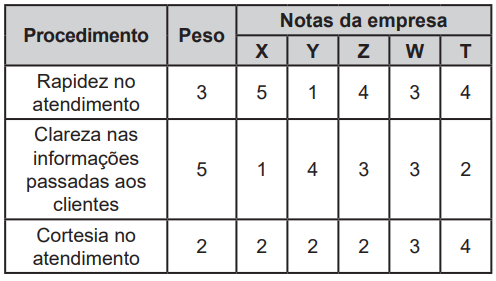 Procedimento Peso Notas da empresa
X Y Z W T
Rapidez no
atendimento 3 5 1 4 3 4
Clareza nas
informações
passadas aos
clientes 5 1 4 3 3 2
Cortesia no
atendimento 2 2 2 2 3 4